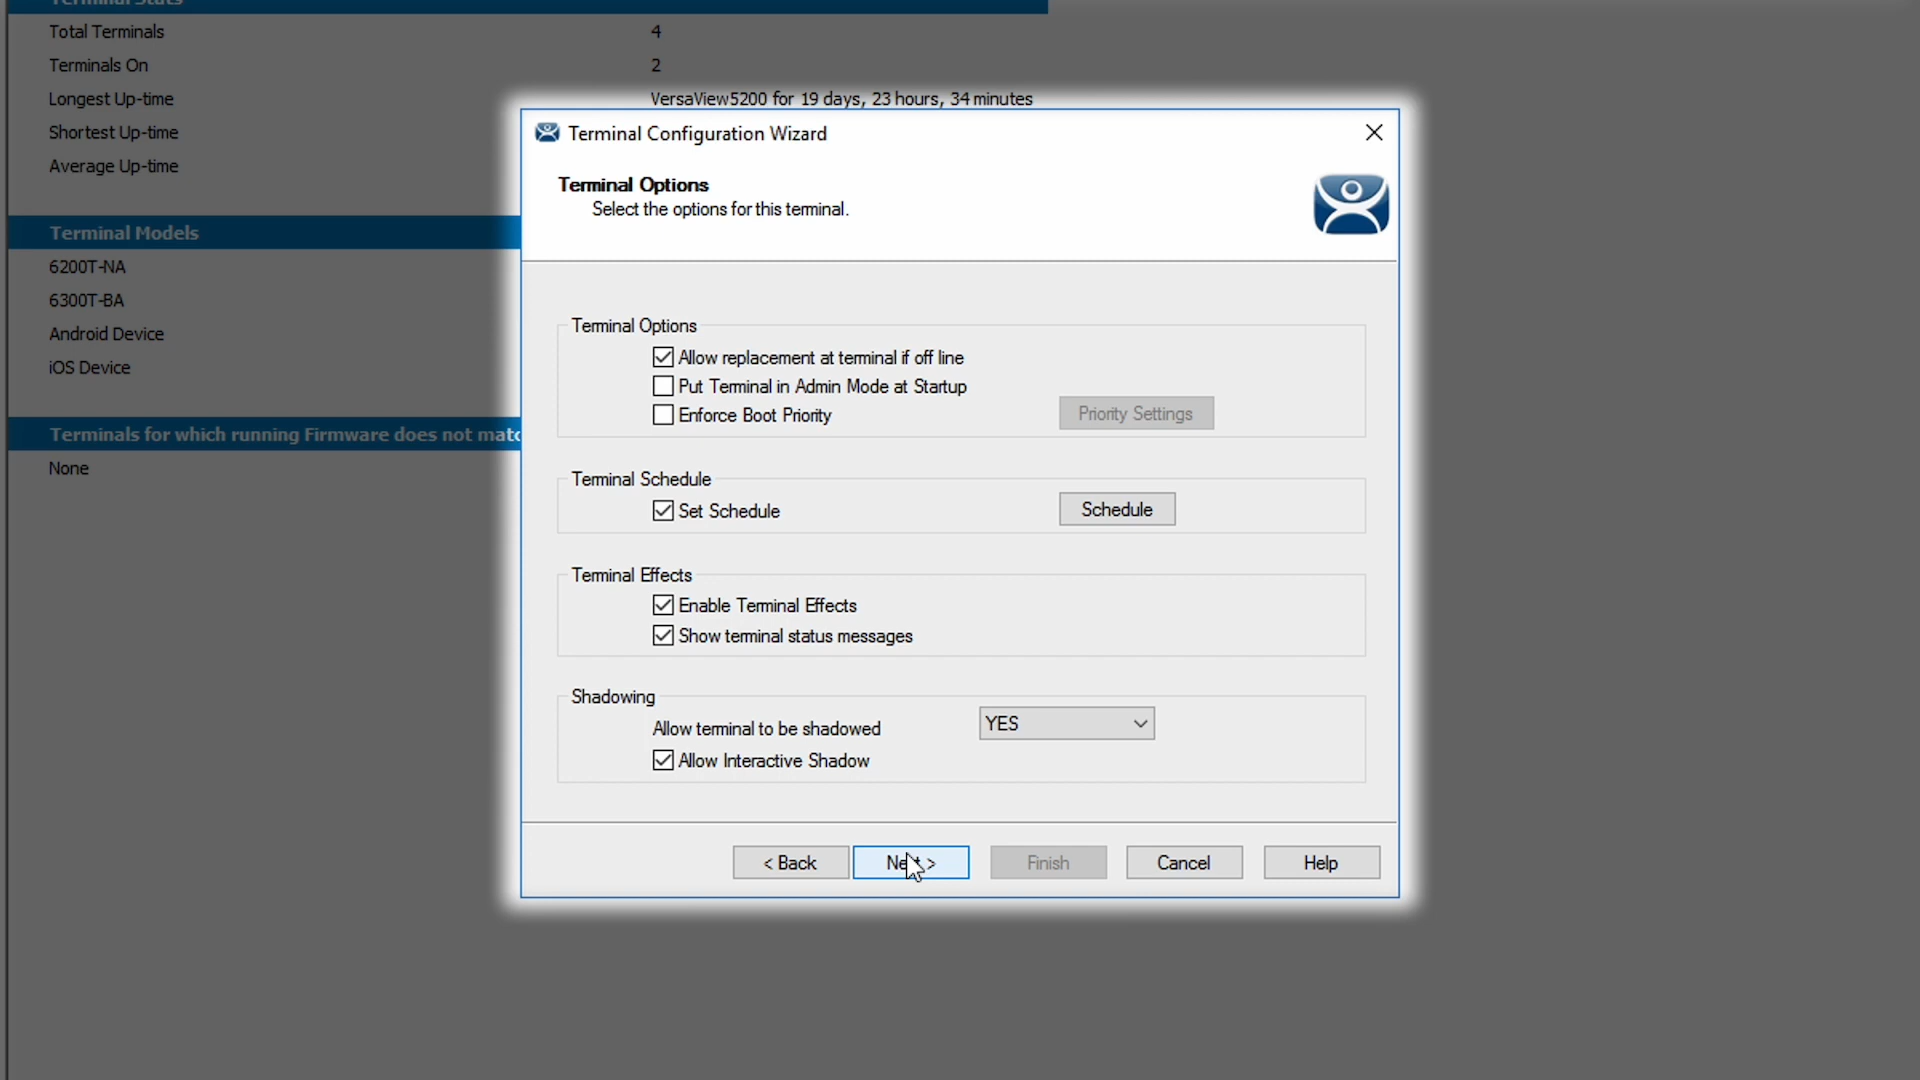 Terminal Stats
Total Terminals 4
Terminals On 2
Longest Up-time VersaView5200 for 19 days, 23 hours, 34 minutes
Shortest Up-time
Average Up-time
Terminal Models
6200T-NA
6300T-BA
Android Device
iOS Device
Terminals for which running Firmware does not matc
None
Terminal Configuration Wizard
Terminal Options
Select the options for this terminal.
Terminal Options
Allow replacement at terminal if off line
Put Terminal in Admin Mode at Startup
Enforce Boot Priority Priority Settings
Terminal Schedule
Set Schedule Schedule
Terminal Effects
Enable Terminal Effects
Show terminal status messages
Shadowing
Allow terminal to be shadowed YES
Allow Interactive Shadow
< Back Next > Finish Cancel Help